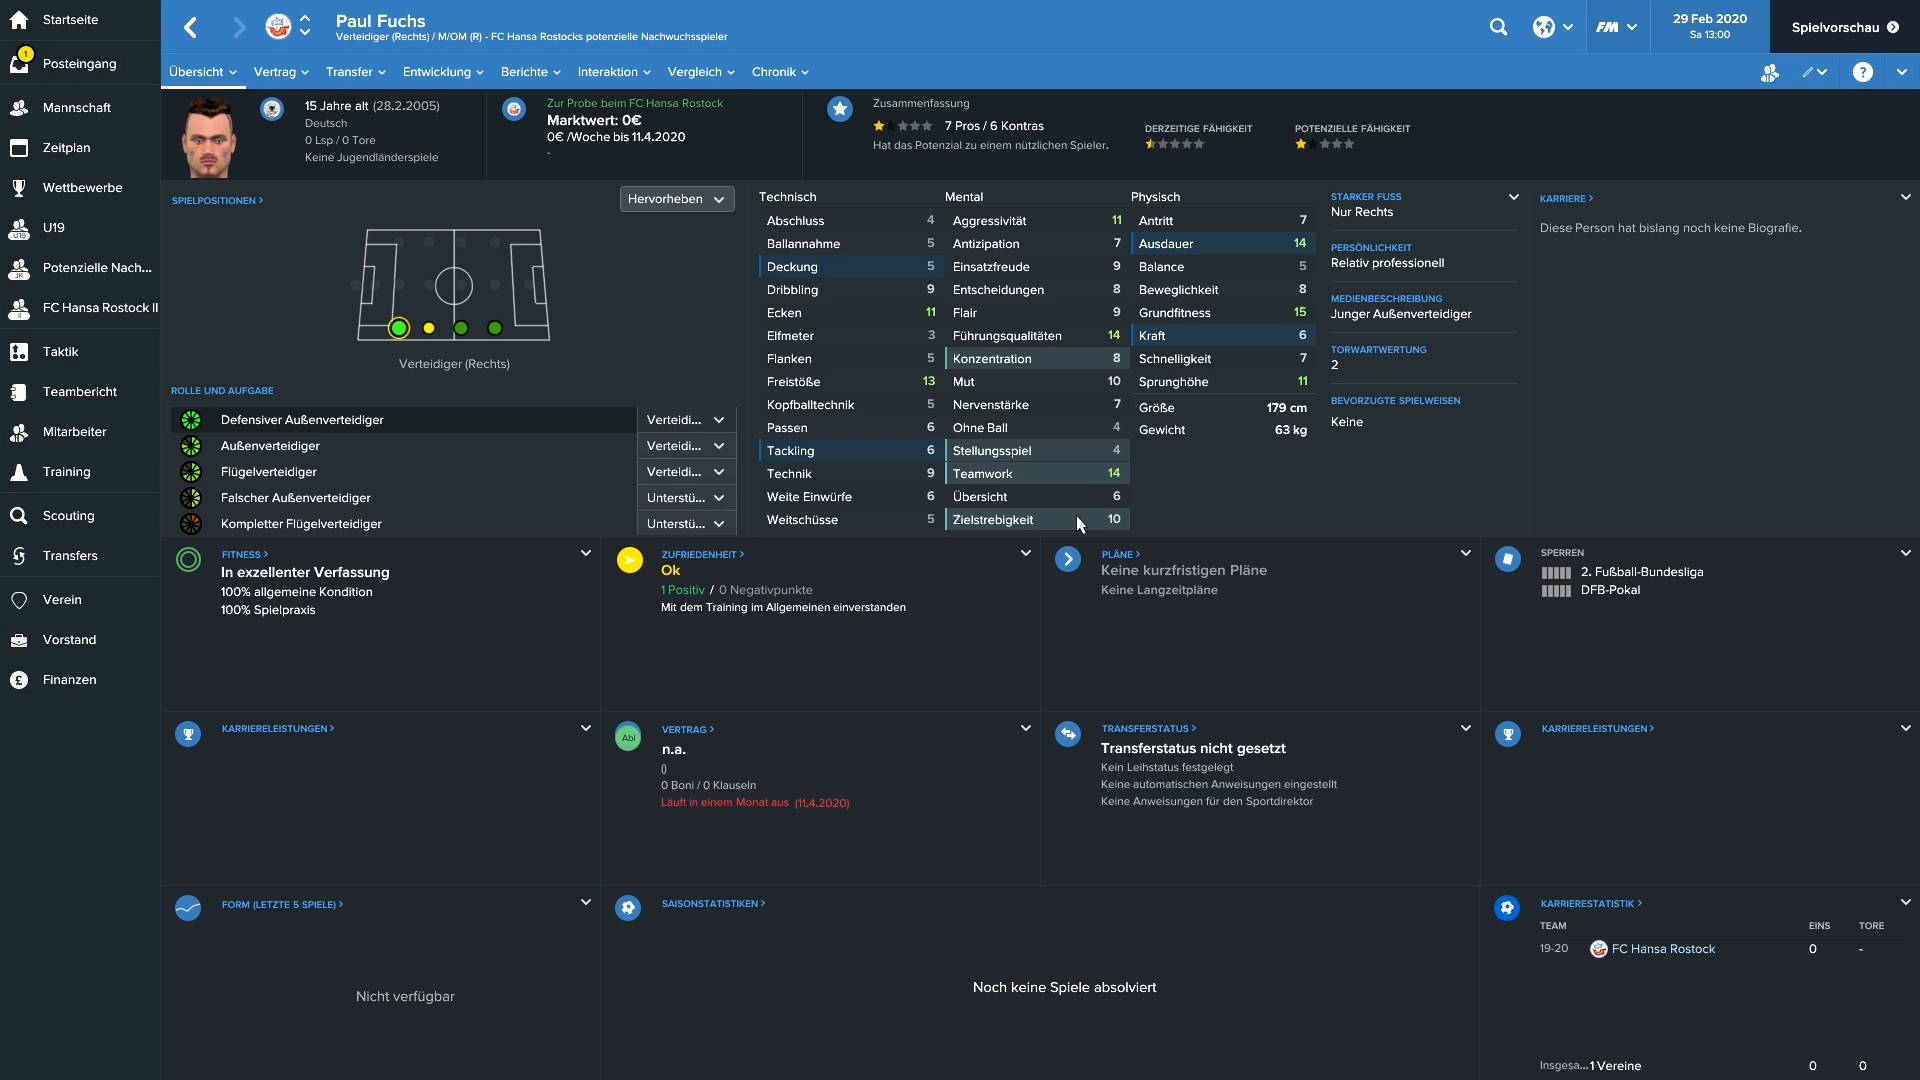 Startseite
1
Posteingang
Mannschaft
Zeitplan
Wettbewerbe
U19
U19
Potenzielle Nach...
JK
FC Hansa Rostock II
II
Taktik
Teambericht
Mitarbeiter
Training
Scouting
Transfers
Verein
Vorstand
Finanzen
Paul Fuchs
Verteidiger (Rechts) / M/OM (R) - FC Hansa Rostocks potenzielle Nachwuchsspieler
FM
29 Feb 2020
Sa 13:00
Spielvorschau
Übersicht Vertrag Transfer Entwicklung Berichte Interaktion Vergleich Chronik
?
15 Jahre alt (28.2.2005)
Deutsch
0 Lsp / 0 Tore
Keine Jugendländerspiele
Zur Probe beim FC Hansa Rostock
Marktwert: 0€
0€ /Woche bis 11.4.2020
-
Zusammenfassung
7 Pros / 6 Kontras
Hat das Potenzial zu einem nützlichen Spieler.
DERZEITIGE FÄHIGKEIT
POTENZIELLE FÄHIGKEIT
SPIELPOSITIONEN >
Hervorheben
Verteidiger (Rechts)
ROLLE UND AUFGABE
Defensiver Außenverteidiger Verteidi...
Außenverteidiger Verteidi...
Flügelverteidiger Verteidi...
Falscher Außenverteidiger Unterstü...
Kompletter Flügelverteidiger Unterstü...
Technisch
Abschluss 4
Ballannahme 5
Deckung 5
Dribbling 9
Ecken 11
Elfmeter 3
Flanken 5
Freistöße 13
Kopfballtechnik 5
Passen 6
Tackling 6
Technik 9
Weite Einwürfe 6
Weitschüsse 5
Mental
Aggressivität 11
Antizipation 7
Einsatzfreude 9
Entscheidungen 8
Flair 9
Führungsqualitäten 14
Konzentration 8
Mut 10
Nervenstärke 7
Ohne Ball 4
Stellungsspiel 4
Teamwork 14
Übersicht 6
Zielstrebigkeit 10
Physisch
Antritt 7
Ausdauer 14
Balance 5
Beweglichkeit 8
Grundfitness 15
Kraft 6
Schnelligkeit 7
Sprunghöhe 11
Größe 179 cm
Gewicht 63 kg
STARKER FUSS
Nur Rechts
PERSÖNLICHKEIT
Relativ professionell
MEDIENBESCHREIBUNG
Junger Außenverteidiger
TORWARTWERTUNG
2
BEVORZUGTE SPIELWEISEN
Keine
KARRIERE >
Diese Person hat bislang noch keine Biografie.
FITNESS >
In exzellenter Verfassung
100% allgemeine Kondition
100% Spielpraxis
ZUFRIEDENHEIT >
Ok
1 Positiv / 0 Negativpunkte
Mit dem Training im Allgemeinen einverstanden
PLÄNE >
Keine kurzfristigen Pläne
Keine Langzeitpläne
SPERREN
2. Fußball-Bundesliga
DFB-Pokal
KARRIERELEISTUNGEN >
Abl
VERTRAG >
n.a.
()
0 Boni / 0 Klauseln
Läuft in einem Monat aus (11.4.2020)
TRANSFERSTATUS >
Transferstatus nicht gesetzt
Kein Leihstatus festgelegt
Keine automatischen Anweisungen eingestellt
Keine Anweisungen für den Sportdirektor
KARRIERELEISTUNGEN >
FORM (LETZTE 5 SPIELE) >
Nicht verfügbar
SAISONSTATISTIKEN >
Noch keine Spiele absolviert
KARRIERESTATISTIK >
TEAM EINS TORE
19-20 FC Hansa Rostock 0 -
Insgesa... 1 Vereine 0 0